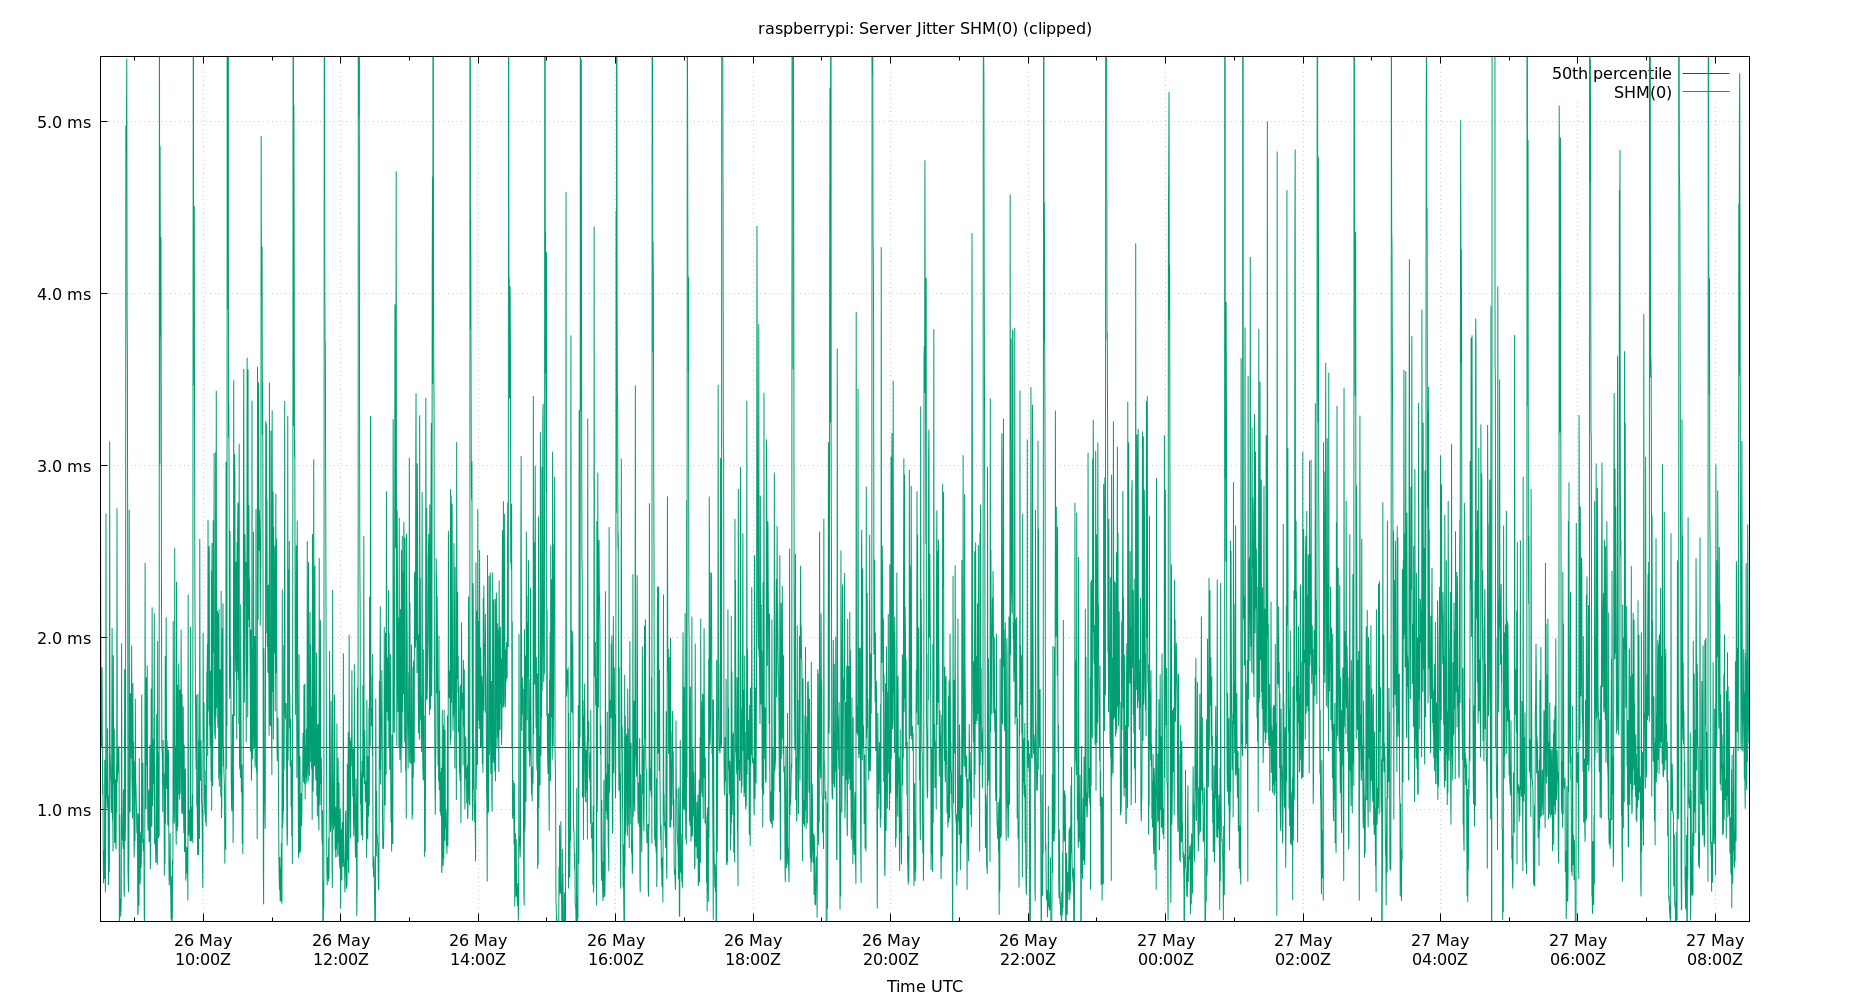 raspberrypi: Server Jitter SHM(0) (clipped)
50th percentile
SHM(0)
5.0 ms
4.0 ms
3.0 ms
2.0 ms
1.0 ms
26 May 26 May 26 May 26 May 26 May 26 May 26 May 27 May 27 May 27 May 27 May 27 May
10:00Z 12:00Z 14:00Z 16:00Z 18:00Z 20:00Z 22:00Z 00:00Z 02:00Z 04:00Z 06:00Z 08:00Z
Time UTC